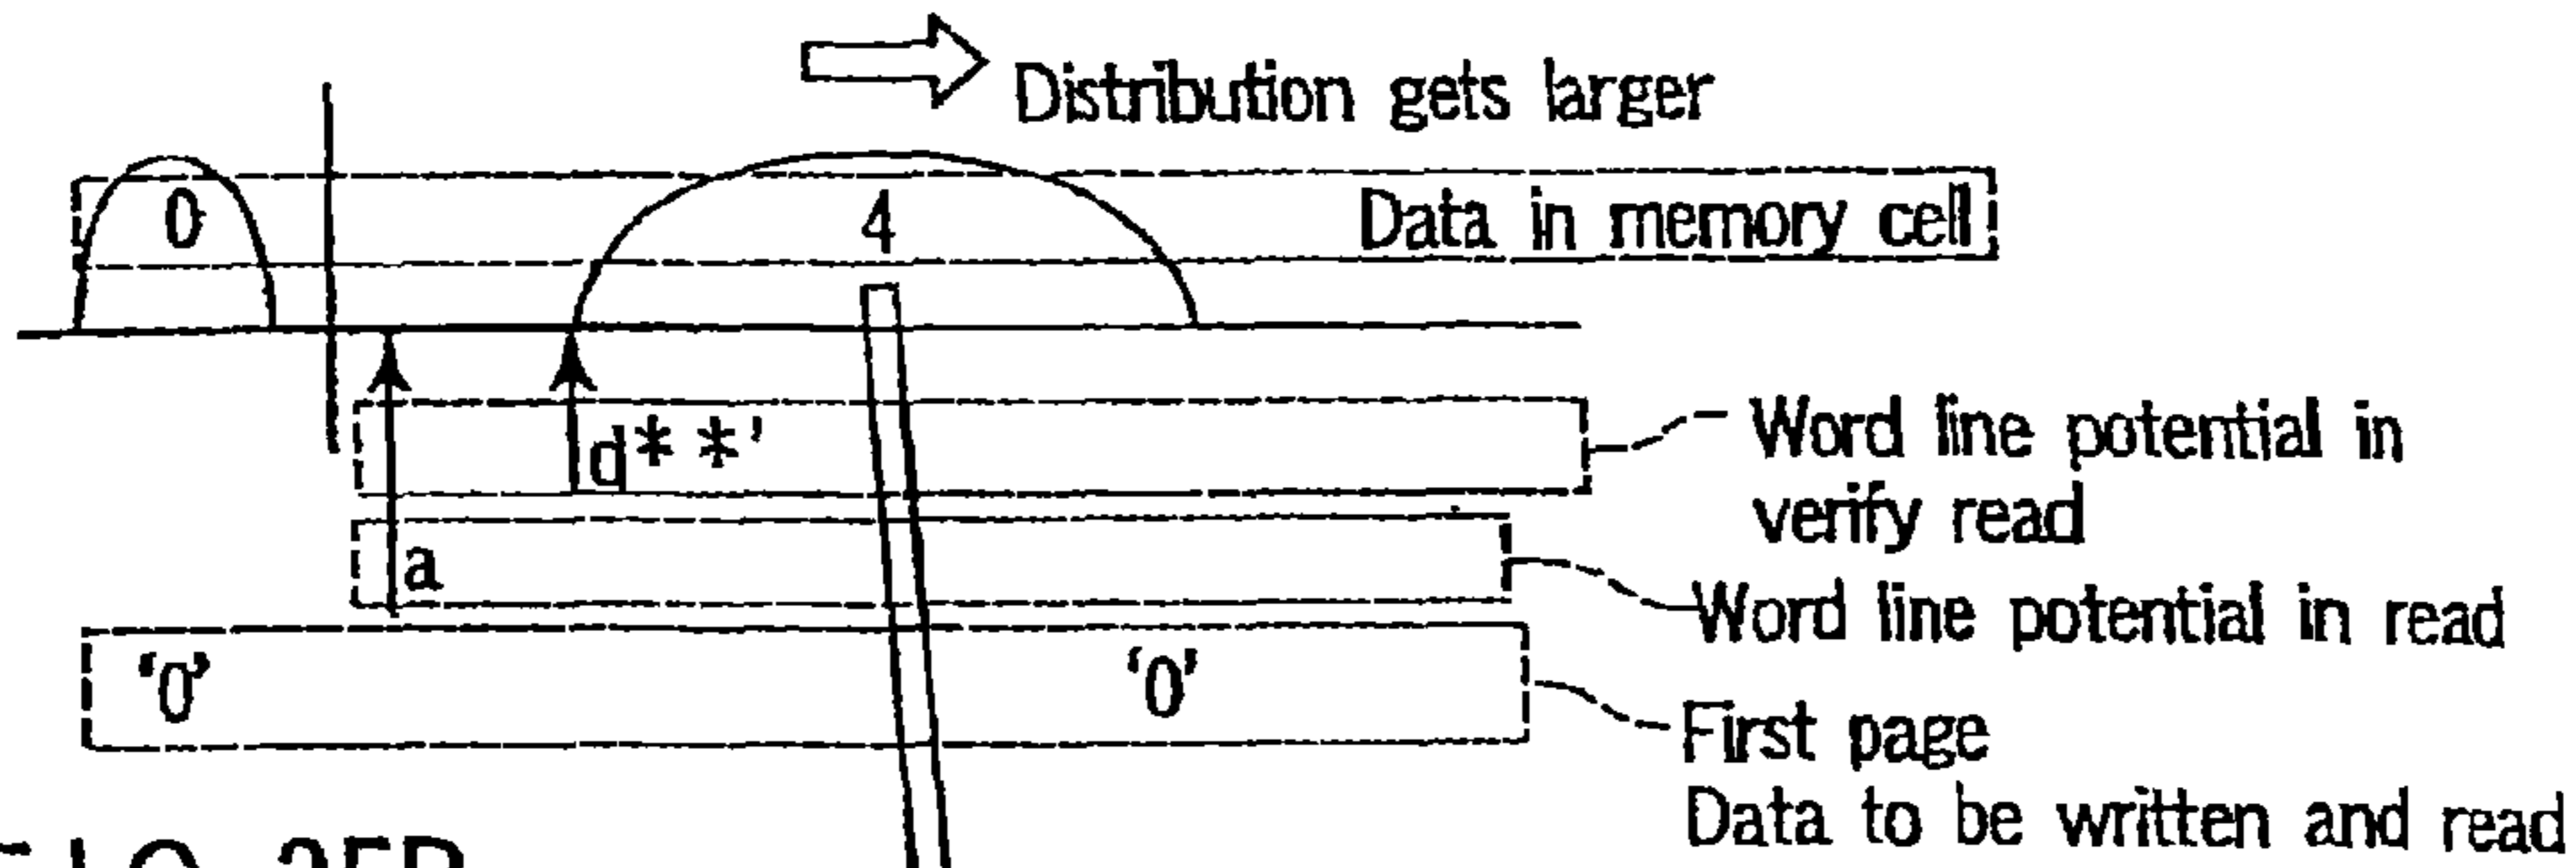 Distribution gets larger
0 4 Data in memory cell
d**'
Word line potential in
verify read
a
Word line potential in read
'0' '0'
First page
Data to be written and read